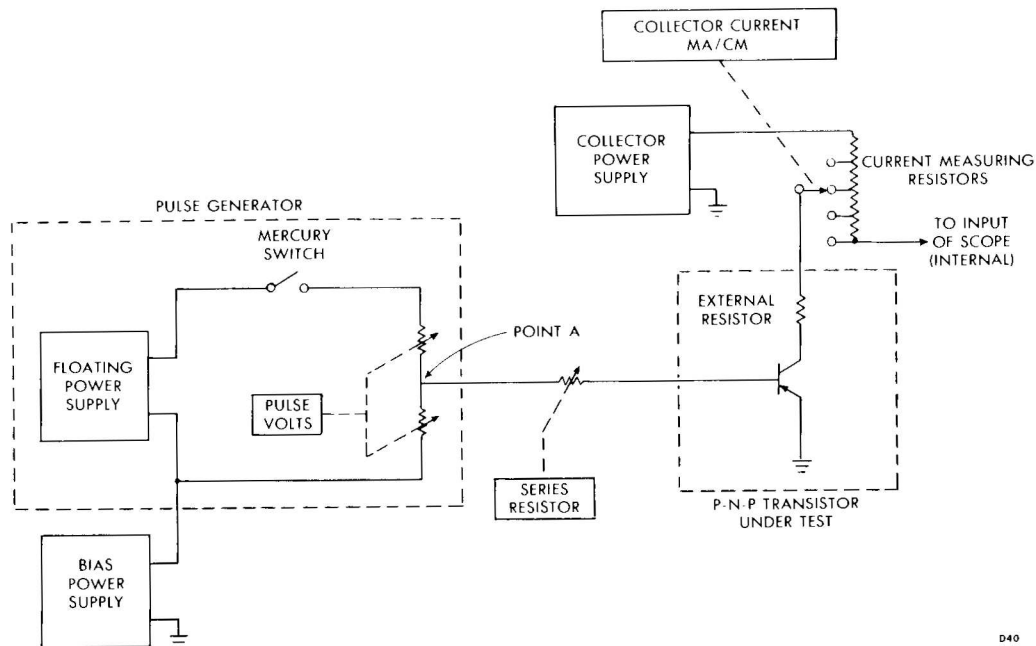 COLLECTOR CURRENT
MA/CM
COLLECTOR
POWER
SUPPLY
CURRENT MEASURING
RESISTORS
TO INPUT
OF SCOPE
(INTERNAL)
PULSE GENERATOR
MERCURY
SWITCH
EXTERNAL
RESISTOR
POINT A
FLOATING
POWER
SUPPLY
PULSE
VOLTS
SERIES
RESISTOR
P-N-P TRANSISTOR
UNDER TEST
BIAS
POWER
SUPPLY
D40